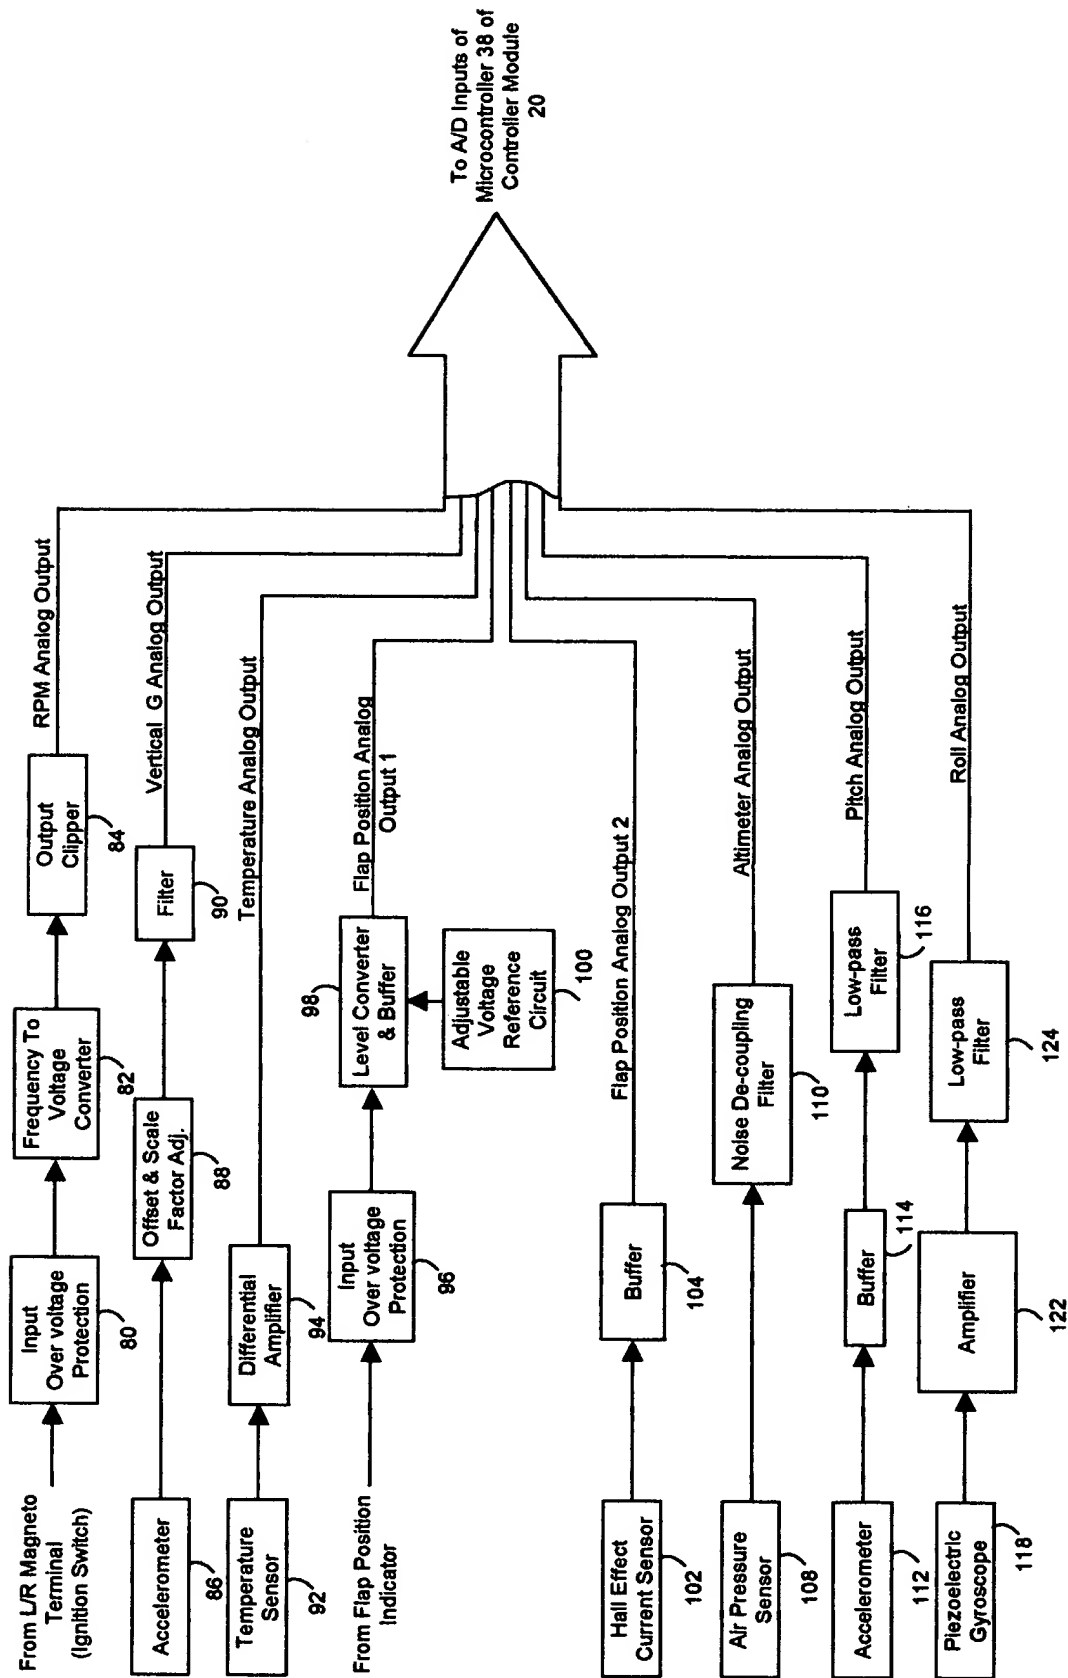 From L/R Magneto
Terminal
(Ignition Switch)
Input
Over voltage
Protection
80
Frequency To
Voltage
Converter
82
Output
Clipper
84
RPM Analog Output
Accelerometer
86
Offset & Scale
Factor Adj.
88
Filter
90
Vertical G Analog Output
Temperature
Sensor
92
Differential
Amplifier
94
Temperature Analog Output
From Flap Position
Indicator
Input
Over voltage
Protection
96
98
Level Converter
& Buffer
Adjustable
Voltage
Reference
Circuit
100
Flap Position Analog
Output 1
Hall Effect
Current Sensor
102
Buffer
104
Flap Position Analog Output 2
Air Pressure
Sensor
108
Noise De-coupling
Filter
110
Altimeter Analog Output
Accelerometer
112
Buffer
114
Low-pass
Filter
116
Pitch Analog Output
Piezoelectric
Gyroscope
118
Amplifier
122
Low-pass
Filter
124
Roll Analog Output
To A/D Inputs of
Microcontroller 38 of
Controller Module
20